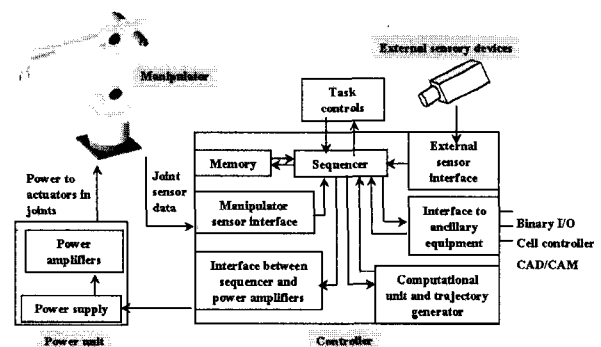 External sensory devices
Manipulator
Task
controls
External
sensor
interface
Memory
Sequencer
Power to
actuators in
joints
Joint
sensor
data
Manipulator
sensor interface
Interface to
ancillary
equipment
Binary I/O
Cell controller
CAD/CAM
Power
amplifiers
Interface between
sequencer and
power amplifiers
Computational
unit and trajectory
generator
Power supply
Power unit
Controller